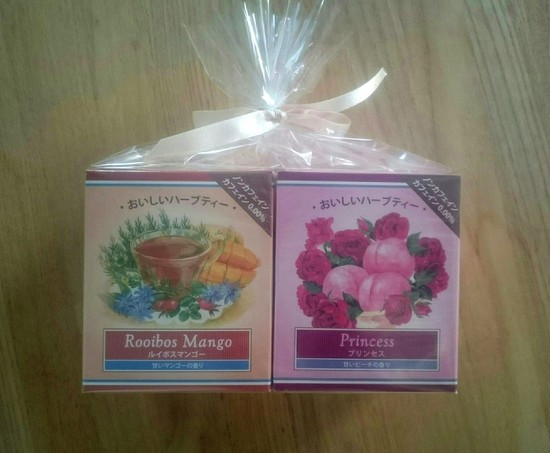 ノンカフェイン
カフェイン0.00%
・おいしいハーブティー・
Rooibos Mango
ルイボスマンゴー
甘いマンゴーの香り
ノンカフェイン
カフェイン0.00%
・おいしいハーブティー・
Princess
プリンセス
甘いピーチの香り